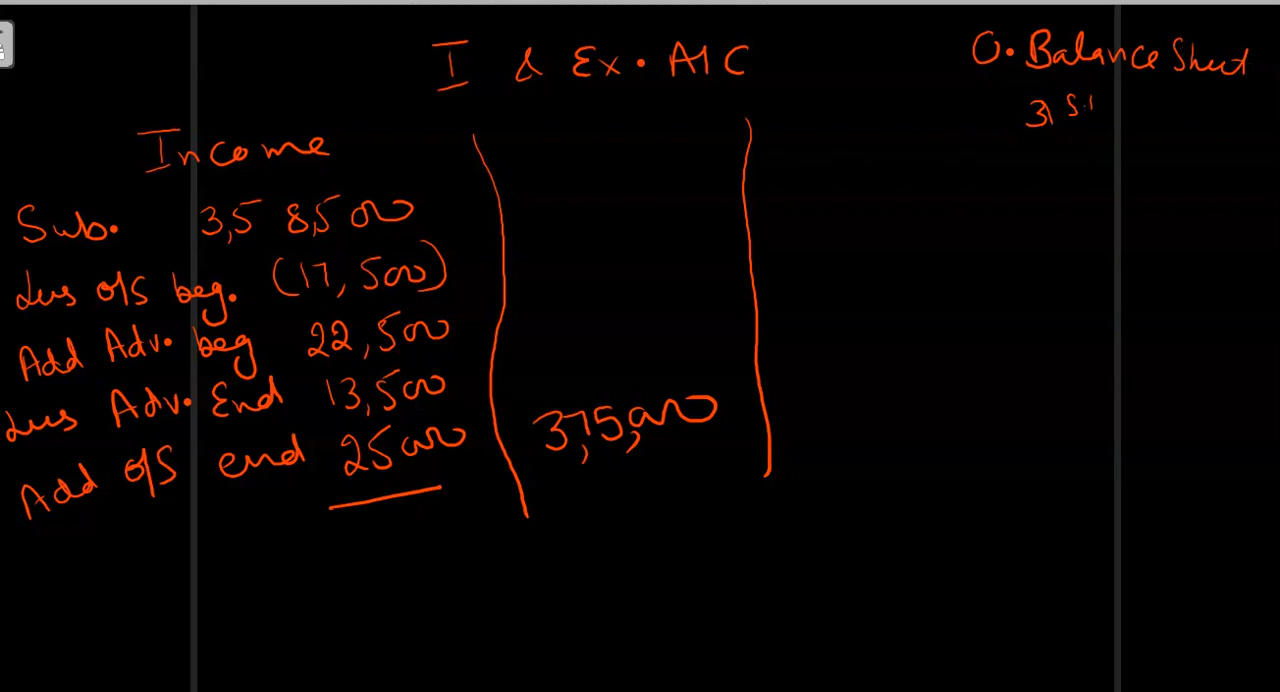 I & Ex. A/C
O. Balance Sheet
31
Income
Sub. 3,58,500
Less O/S beg. (17,500)
Add Adv. beg 22,500
Less Adv. End 13,500
Add O/S end 25000
3,75,000